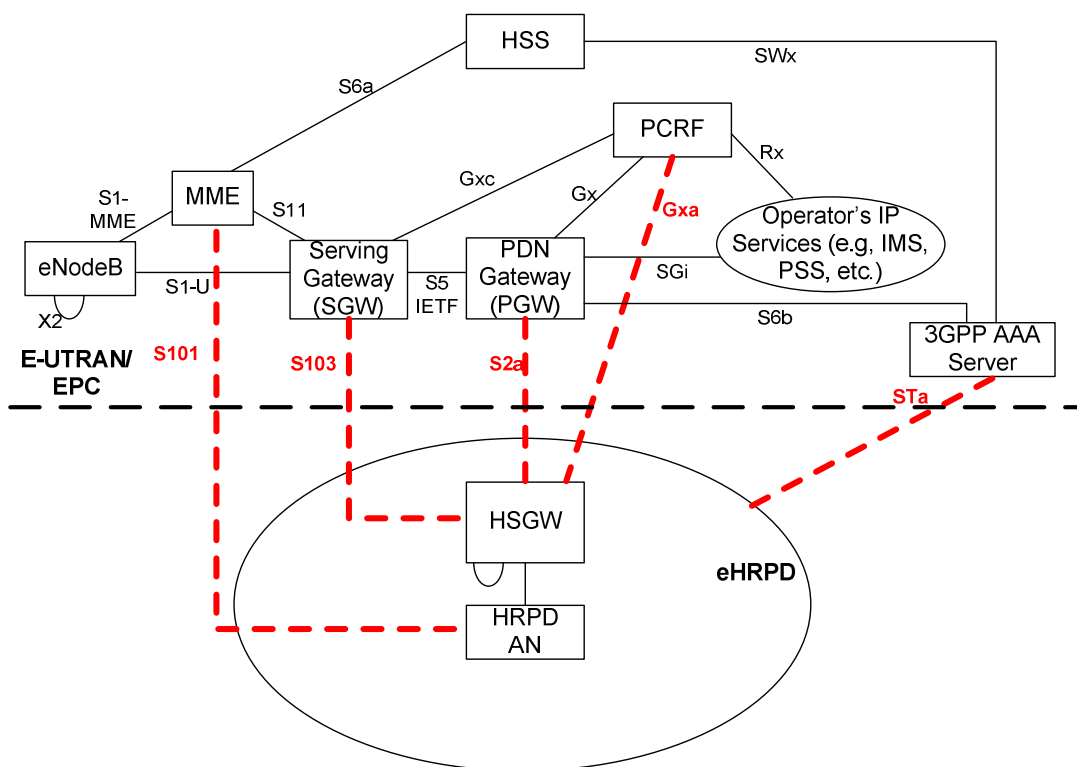 HSS
SWx
S6a
PCRF
Rx
Gxc
MME
S1-
MME
S11
Gx
Gxa
Operator's IP
Services (e.g, IMS,
PSS, etc.)
eNodeB
Serving
Gateway
(SGW)
PDN
Gateway
(PGW)
S1-U
S5
IETF
SGi
X2
S6b
3GPP AAA
Server
E-UTRAN/
EPC
S101
S103
S2a
STa
HSGW
eHRPD
HRPD
AN